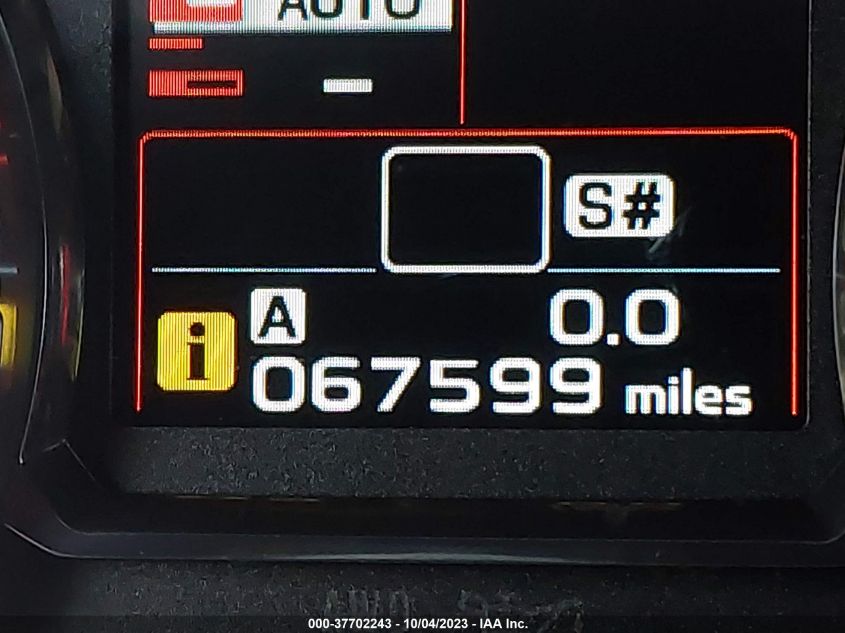 AUTO
S#
A 0.0
i 067599 miles
000-37702243 - 10/04/2023 - IAA Inc.